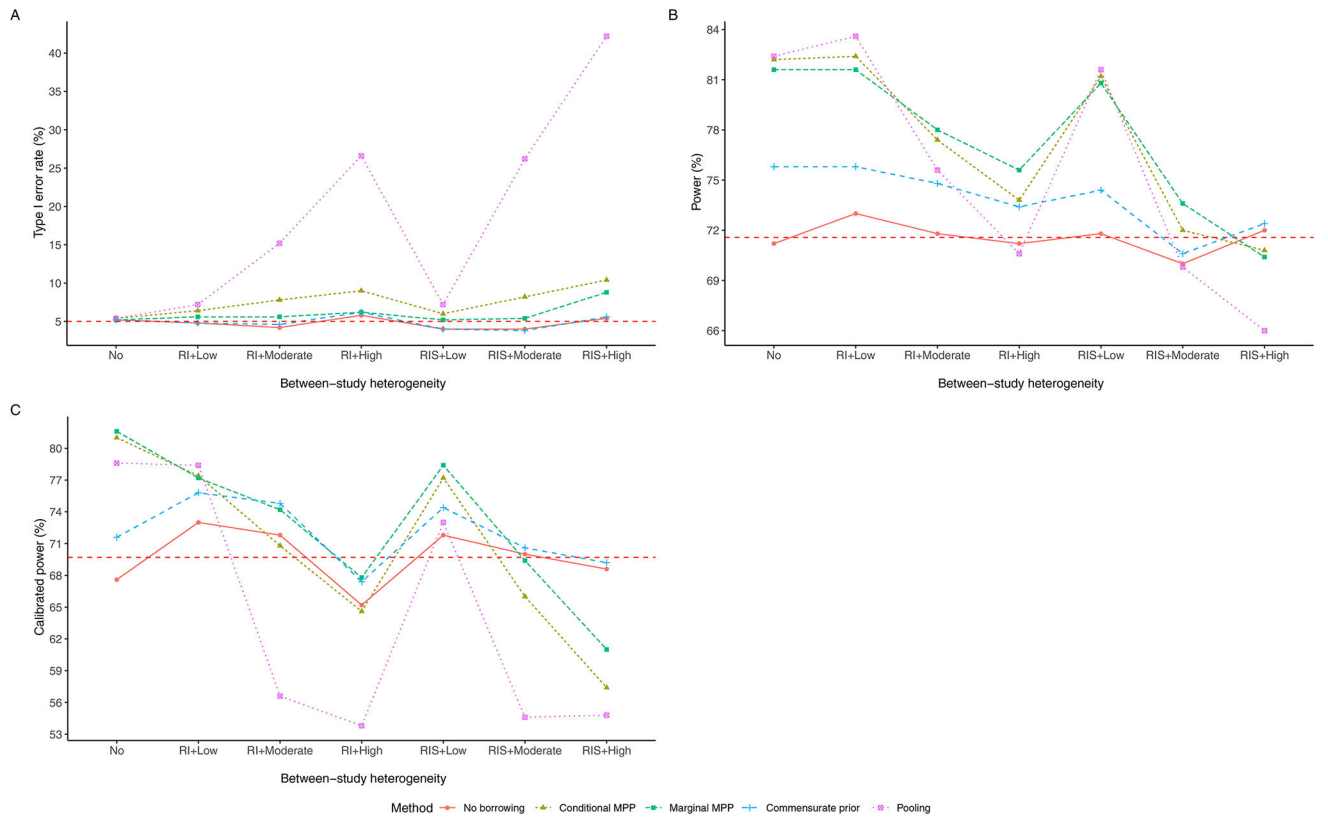 A
Type I error rate (%)
40
35
30
25
20
15
10
5
No RI+Low RI+Moderate RI+High RIS+Low RIS+Moderate RIS+High
Between−study heterogeneity
B
Power (%)
84
81
78
75
72
69
66
No RI+Low RI+Moderate RI+High RIS+Low RIS+Moderate RIS+High
Between−study heterogeneity
C
Calibrated power (%)
80
77
74
71
68
65
62
59
56
53
No RI+Low RI+Moderate RI+High RIS+Low RIS+Moderate RIS+High
Between−study heterogeneity
Method No borrowing Conditional MPP Marginal MPP Commensurate prior Pooling